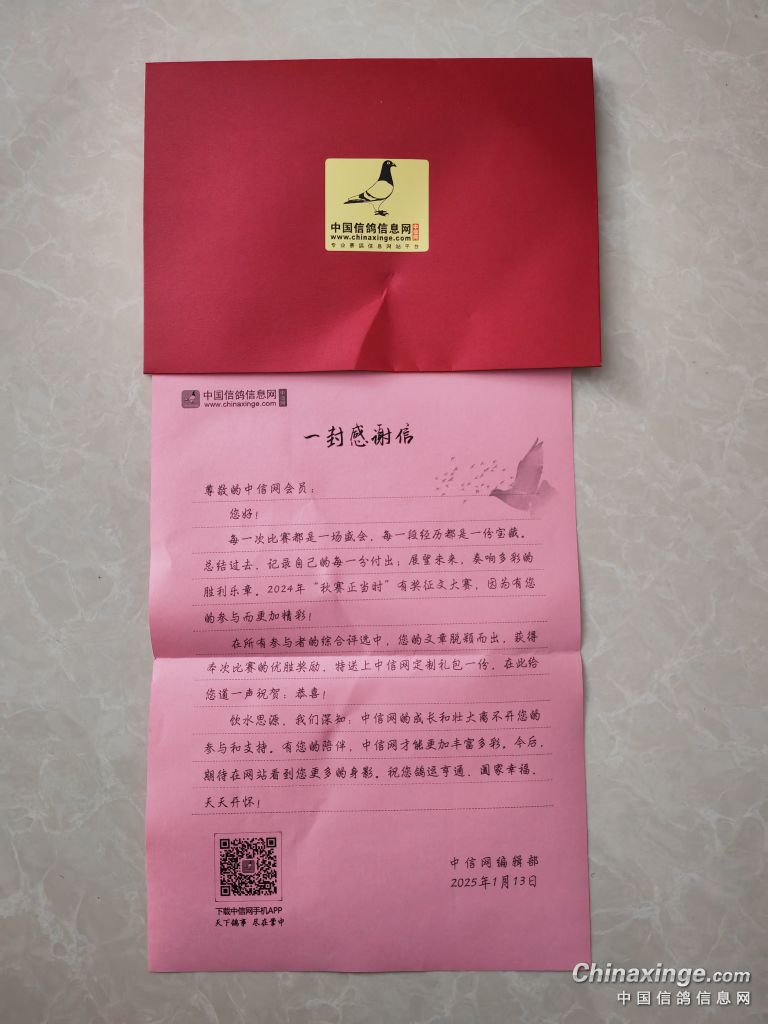 中国信鸽信息网
中信网
www.chinaxinge.com
专业赛鸽信息网站平台
中国信鸽信息网
中信网
www.chinaxinge.com
一封感谢信
尊敬的中信网会员：
您好！
每一次比赛都是一场盛会，每一段经历都是一份宝藏。
总结过去，记录自己的每一分付出；展望未来，奏响多彩的
胜利乐章。2024年“秋赛正当时”有奖征文大赛，因为有您
的参与而更加精彩！
在所有参与者的综合评选中，您的文章脱颖而出，获得
本次比赛的优胜奖励，特送上中信网定制礼包一份，在此给
您道一声祝贺：恭喜！
饮水思源，我们深知：中信网的成长和壮大离不开您的
参与和支持。有您的陪伴，中信网才能更加丰富多彩。今后，
期待在网站看到您更多的身影。祝您鸽运亨通，阖家幸福，
天天开怀！
中信网编辑部
2025年1月13日
下载中信网手机APP
天下鸽事 尽在掌中
Chinaxinge.com
中国信鸽信息网